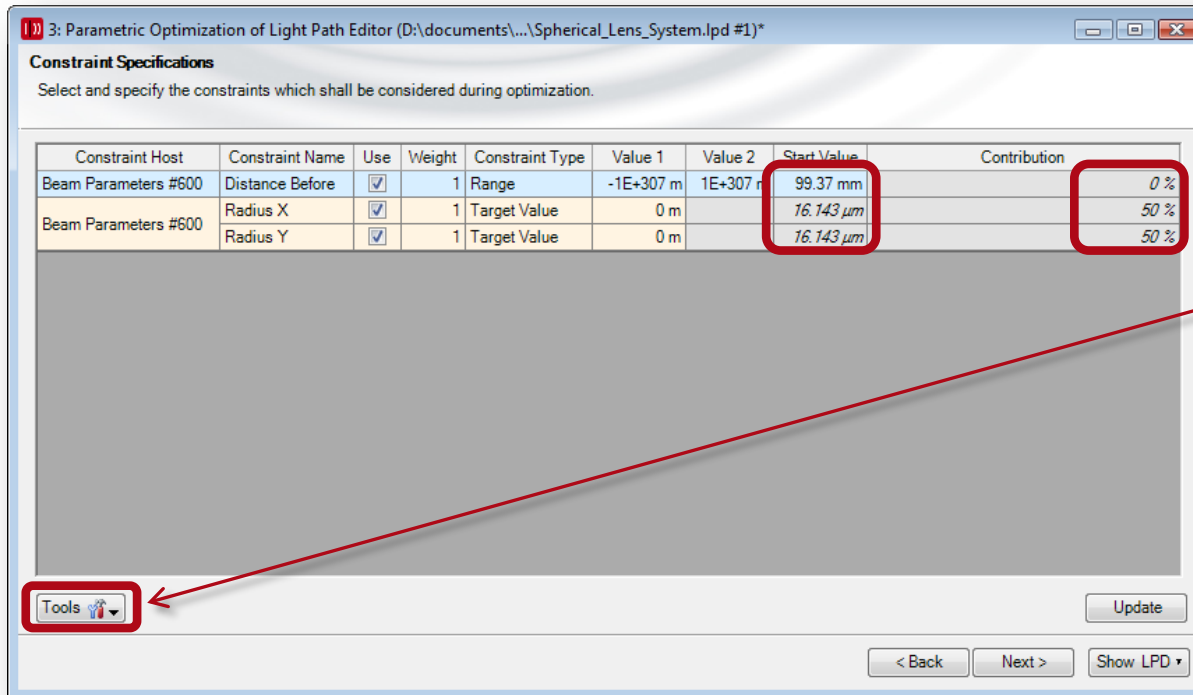 3: Parametric Optimization of Light Path Editor (D:\documents\...\Spherical_Lens_System.lpd #1)*
Constraint Specifications
Select and specify the constraints which shall be considered during optimization.
Constraint Host Constraint Name Use Weight Constraint Type Value 1 Value 2 Start Value Contribution
Beam Parameters #600 Distance Before 1 Range -1E+307 m 1E+307 m 99.37 mm 0 %
Beam Parameters #600 Radius X 1 Target Value 0 m 16.143 µm 50 %
Radius Y 1 Target Value 0 m 16.143 µm 50 %
Tools
Update
< Back Next > Show LPD